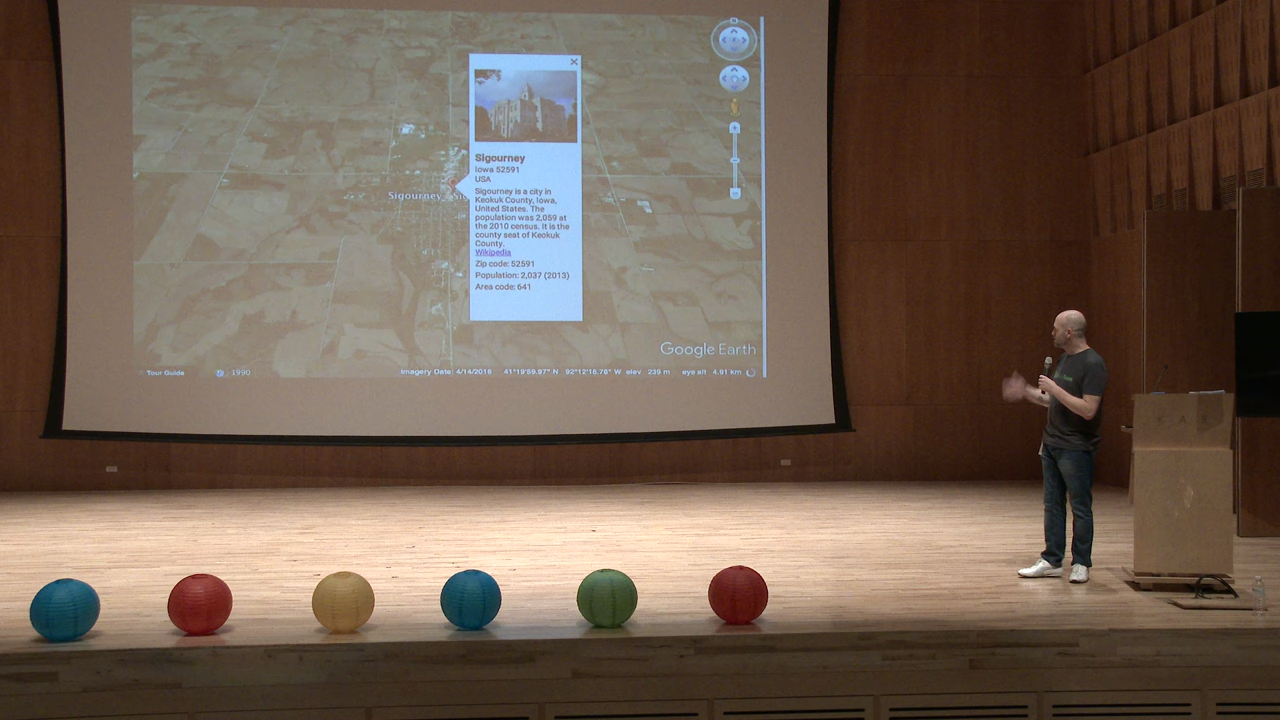 Sigourney
Sigourney
Iowa 52591
USA
Sigourney is a city in
Keokuk County, Iowa,
United States. The
population was 2,059 at
the 2010 census. It is the
county seat of Keokuk
County.
Wikipedia
Zip code: 52591
Population: 2,037 (2013)
Area code: 641
Google Earth
Tour Guide
1990
Imagery Date: 4/14/2016 41°19'59.97" N 92°12'16.76" W elev 239 m eye alt 4.91 km